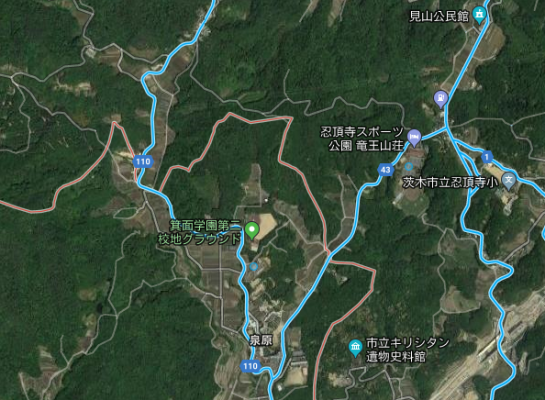 見山公民館
忍頂寺スポーツ
公園 竜王山荘
1
茨木市立忍頂寺小
文
110
43
箕面学園第二
校地グラウンド
泉原
市立キリシタン
遺物史料館
110